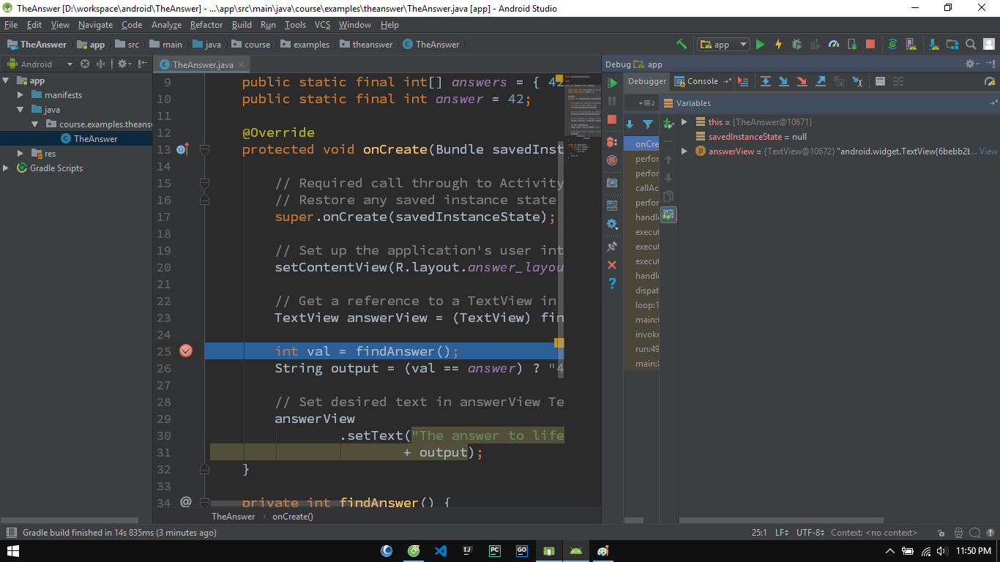 TheAnswer [D:\workspace\android\TheAnswer] - ...\app\src\main\java\course\examples\theanswer\TheAnswer.java [app] - Android Studio
File Edit View Navigate Code Analyze Refactor Build Run Tools VCS Window Help
TheAnswer app src main java course examples theanswer TheAnswer app
Android
TheAnswer.java
Debug app
app
manifests
java
course.examples.theans
TheAnswer
res
Gradle Scripts
9 public static final int[] answers = { 42
10 public static final int answer = 42;
11
12 @Override
13 protected void onCreate(Bundle savedInst
14
15 // Required call through to Activity
16 // Restore any saved instance state
17 super.onCreate(savedInstanceState);
18
19 // Set up the application's user int
20 setContentView(R.layout.answer_layou
21
22 // Get a reference to a TextView in
23 TextView answerView = (TextView) fin
24
25 int val = findAnswer();
26 String output = (val == answer) ? "4
27
28 // Set desired text in answerView Te
29 answerView
30 .setText("The answer to life
31 + output);
32 }
33
34 @ private int findAnswer() {
TheAnswer onCreate()
Debugger Console
2
onCre
perfor
perfor
callAc
perfor
handle
execut
execut
execut
handle
dispat
loop:1
main:6
invoke
run:49
main:8
Variables
this = {TheAnswer@10671}
savedInstanceState = null
answerView = {TextView@10672} "android.widget.TextView{6bebb2b... View
Gradle build finished in 14s 835ms (3 minutes ago)
25:1 LF UTF-8 Context: <no context>
IJ PC GO
11:50 PM